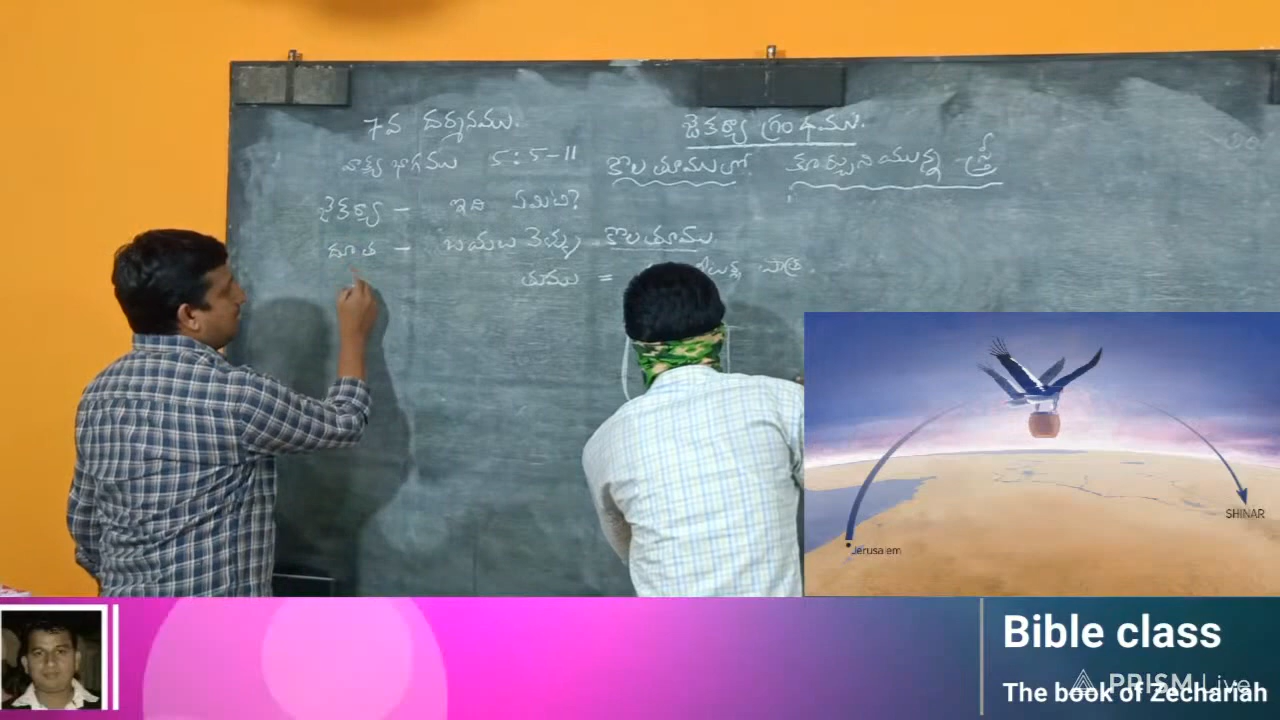 7వ దర్శనము.
జెకర్యా గ్రంథము.
వాక్య భాగము 5:5-11
కొల తూములో కూర్చునియున్న స్త్రీ
జెకర్యా - ఇది ఏమిటి?
దూత - బయలు వెళ్ళు కొలతూము
తూము =
పాత్ర.
SHINAR
Jerusalem
Bible class
The book of Zechariah
PRISM Live